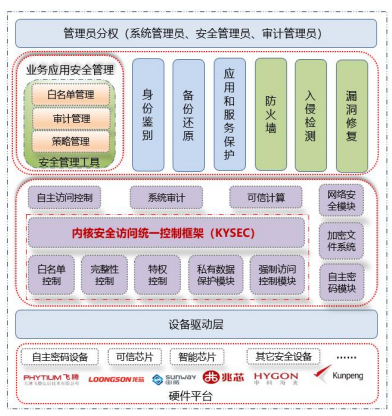 管理员分权（系统管理员、安全管理员、审计管理员）
业务应用安全管理
白名单管理
审计管理
策略管理
安全管理工具
身份鉴别
备份还原
应用和服务保护
防火墙
入侵检测
漏洞修复
自主访问控制
系统审计
可信计算
网络安全模块
内核安全访问统一控制框架（KYSEC）
加密文件系统
白名单控制
完整性控制
特权控制
私有数据保护模块
强制访问控制模块
自主密码模块
设备驱动层
自主密码设备
可信芯片
智能芯片
其它安全设备
······
PHYTIUM飞腾
LOONGSON龙芯
SUNWAY
申威
兆芯
HYGON
中科海光
Kunpeng
硬件平台